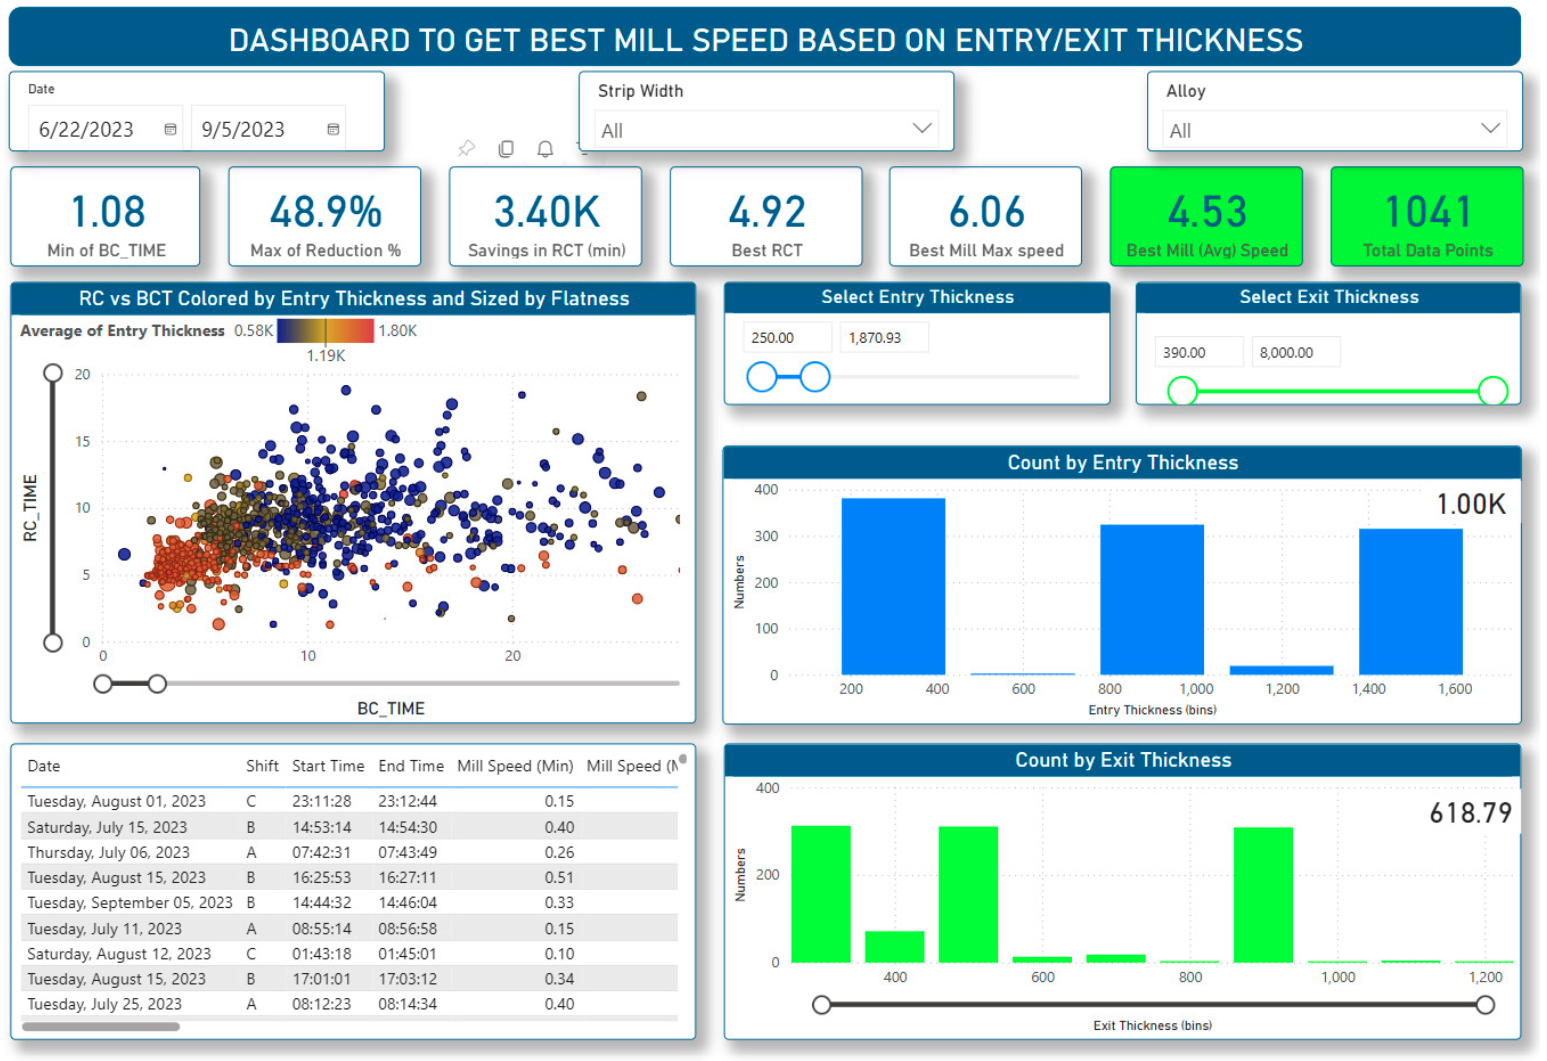 DASHBOARD TO GET BEST MILL SPEED BASED ON ENTRY/EXIT THICKNESS
Date
6/22/2023 9/5/2023
Strip Width
All
Alloy
All
1.08
Min of BC_TIME
48.9%
Max of Reduction %
3.40K
Savings in RCT (min)
4.92
Best RCT
6.06
Best Mill Max speed
4.53
Best Mill (Avg) Speed
1041
Total Data Points
RC vs BCT Colored by Entry Thickness and Sized by Flatness
Average of Entry Thickness 0.58K 1.80K
1.19K
20
15
10
5
0
RC_TIME
0 10 20
BC_TIME
Select Entry Thickness
250.00 1,870.93
Select Exit Thickness
390.00 8,000.00
Count by Entry Thickness
1.00K
400
300
200
100
0
Numbers
200 400 600 800 1,000 1,200 1,400 1,600
Entry Thickness (bins)
Date Shift Start Time End Time Mill Speed (Min) Mill Speed (M
Tuesday, August 01, 2023 C 23:11:28 23:12:44 0.15
Saturday, July 15, 2023 B 14:53:14 14:54:30 0.40
Thursday, July 06, 2023 A 07:42:31 07:43:49 0.26
Tuesday, August 15, 2023 B 16:25:53 16:27:11 0.51
Tuesday, September 05, 2023 B 14:44:32 14:46:04 0.33
Tuesday, July 11, 2023 A 08:55:14 08:56:58 0.15
Saturday, August 12, 2023 C 01:43:18 01:45:01 0.10
Tuesday, August 15, 2023 B 17:01:01 17:03:12 0.34
Tuesday, July 25, 2023 A 08:12:23 08:14:34 0.40
Count by Exit Thickness
618.79
400
200
0
Numbers
400 600 800 1,000 1,200
Exit Thickness (bins)